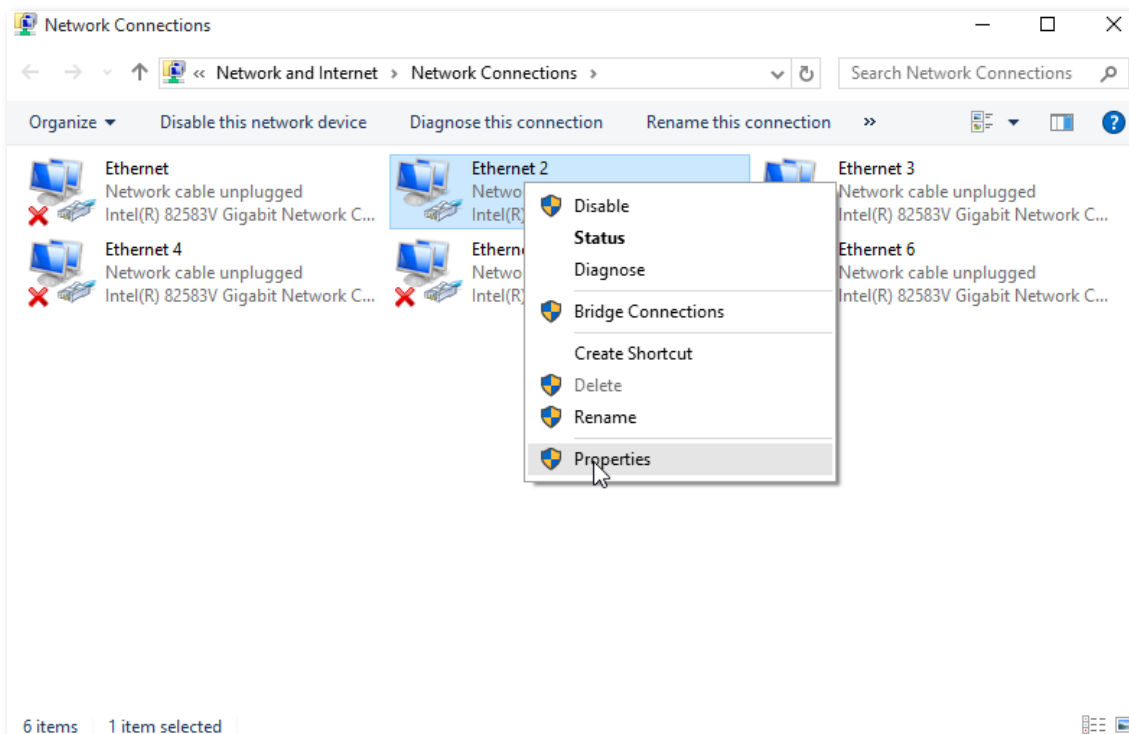 Network Connections
« Network and Internet › Network Connections ›
Search Network Connections
Organize
Disable this network device
Diagnose this connection
Rename this connection
»
Ethernet
Network cable unplugged
Intel(R) 82583V Gigabit Network C...
Ethernet 2
Intel(R)
Ethernet 3
Network cable unplugged
Intel(R) 82583V Gigabit Network C...
Ethernet 4
Network cable unplugged
Intel(R) 82583V Gigabit Network C...
Intel(R)
Ethernet 6
Network cable unplugged
Intel(R) 82583V Gigabit Network C...
Disable
Status
Diagnose
Bridge Connections
Create Shortcut
Delete
Rename
Properties
6 items
1 item selected